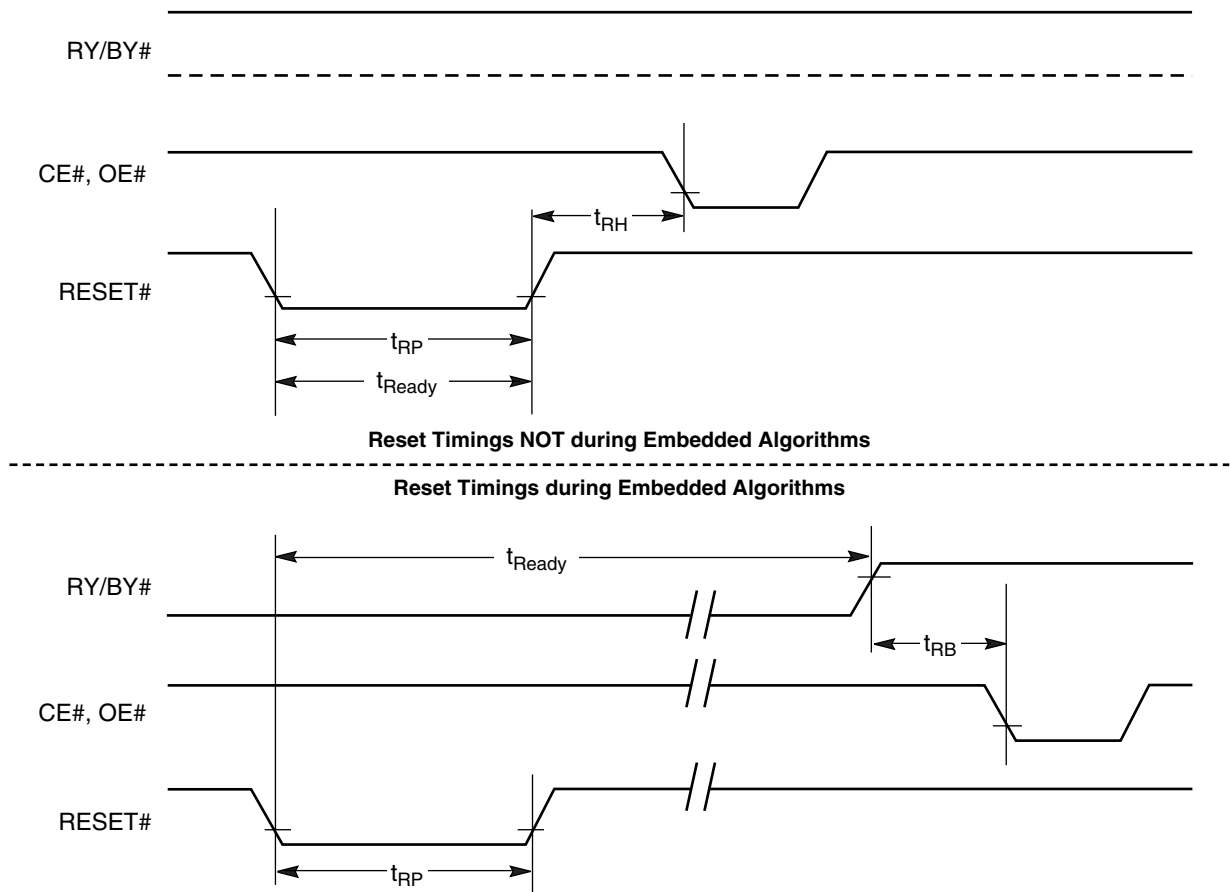 RY/BY#
CE#, OE#
tRH
RESET#
tRP
tReady
Reset Timings NOT during Embedded Algorithms
Reset Timings during Embedded Algorithms
tReady
RY/BY#
tRB
CE#, OE#
RESET#
tRP